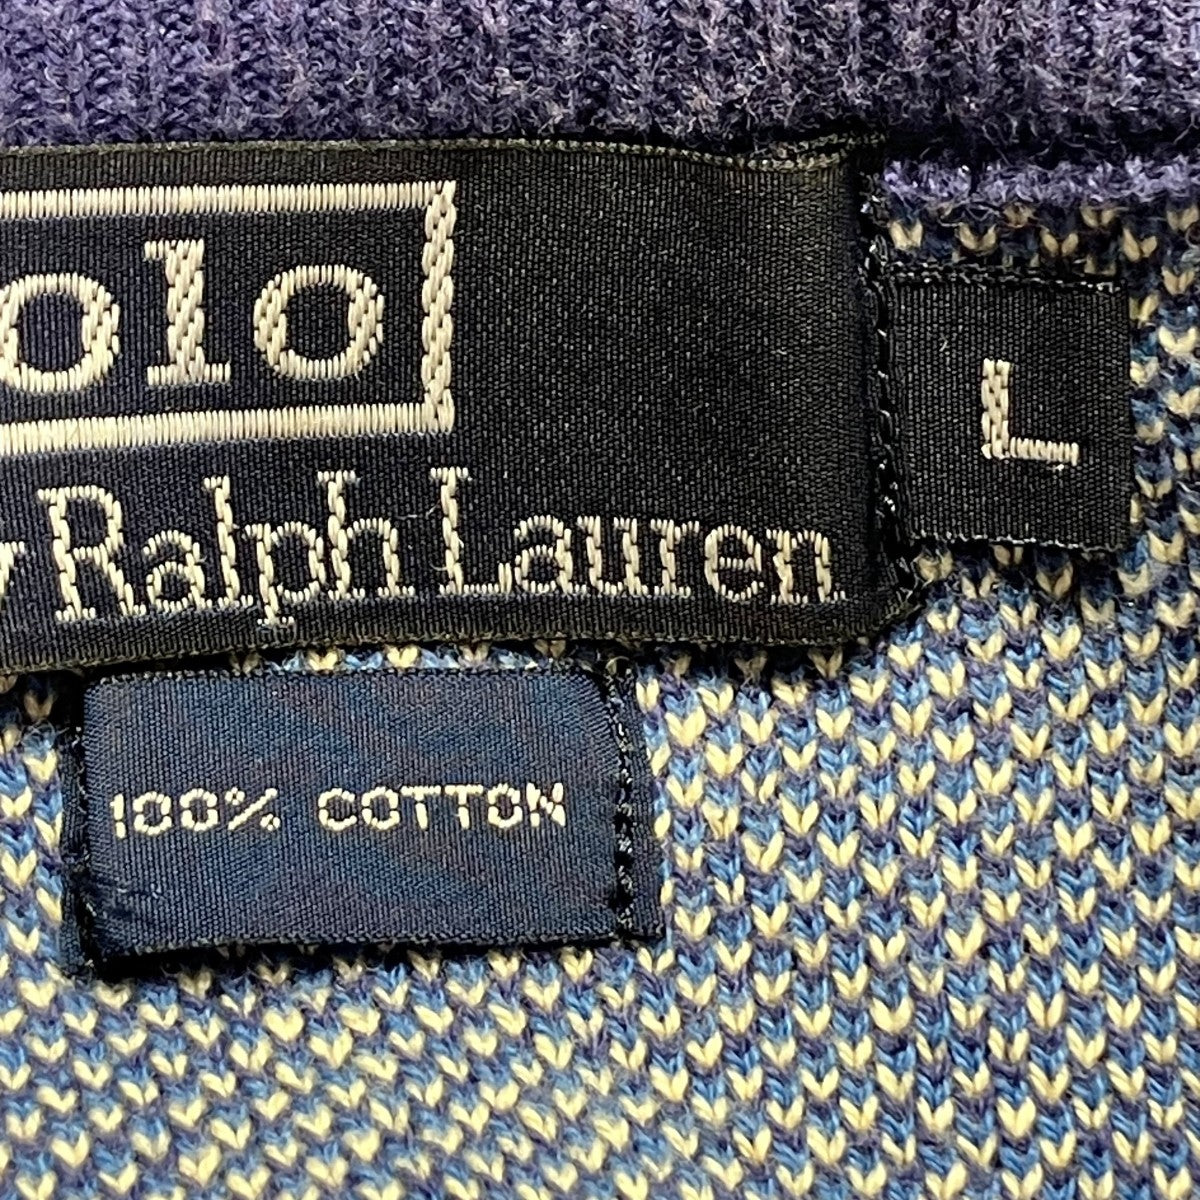 olo
y Ralph Lauren
L
100% COTTON